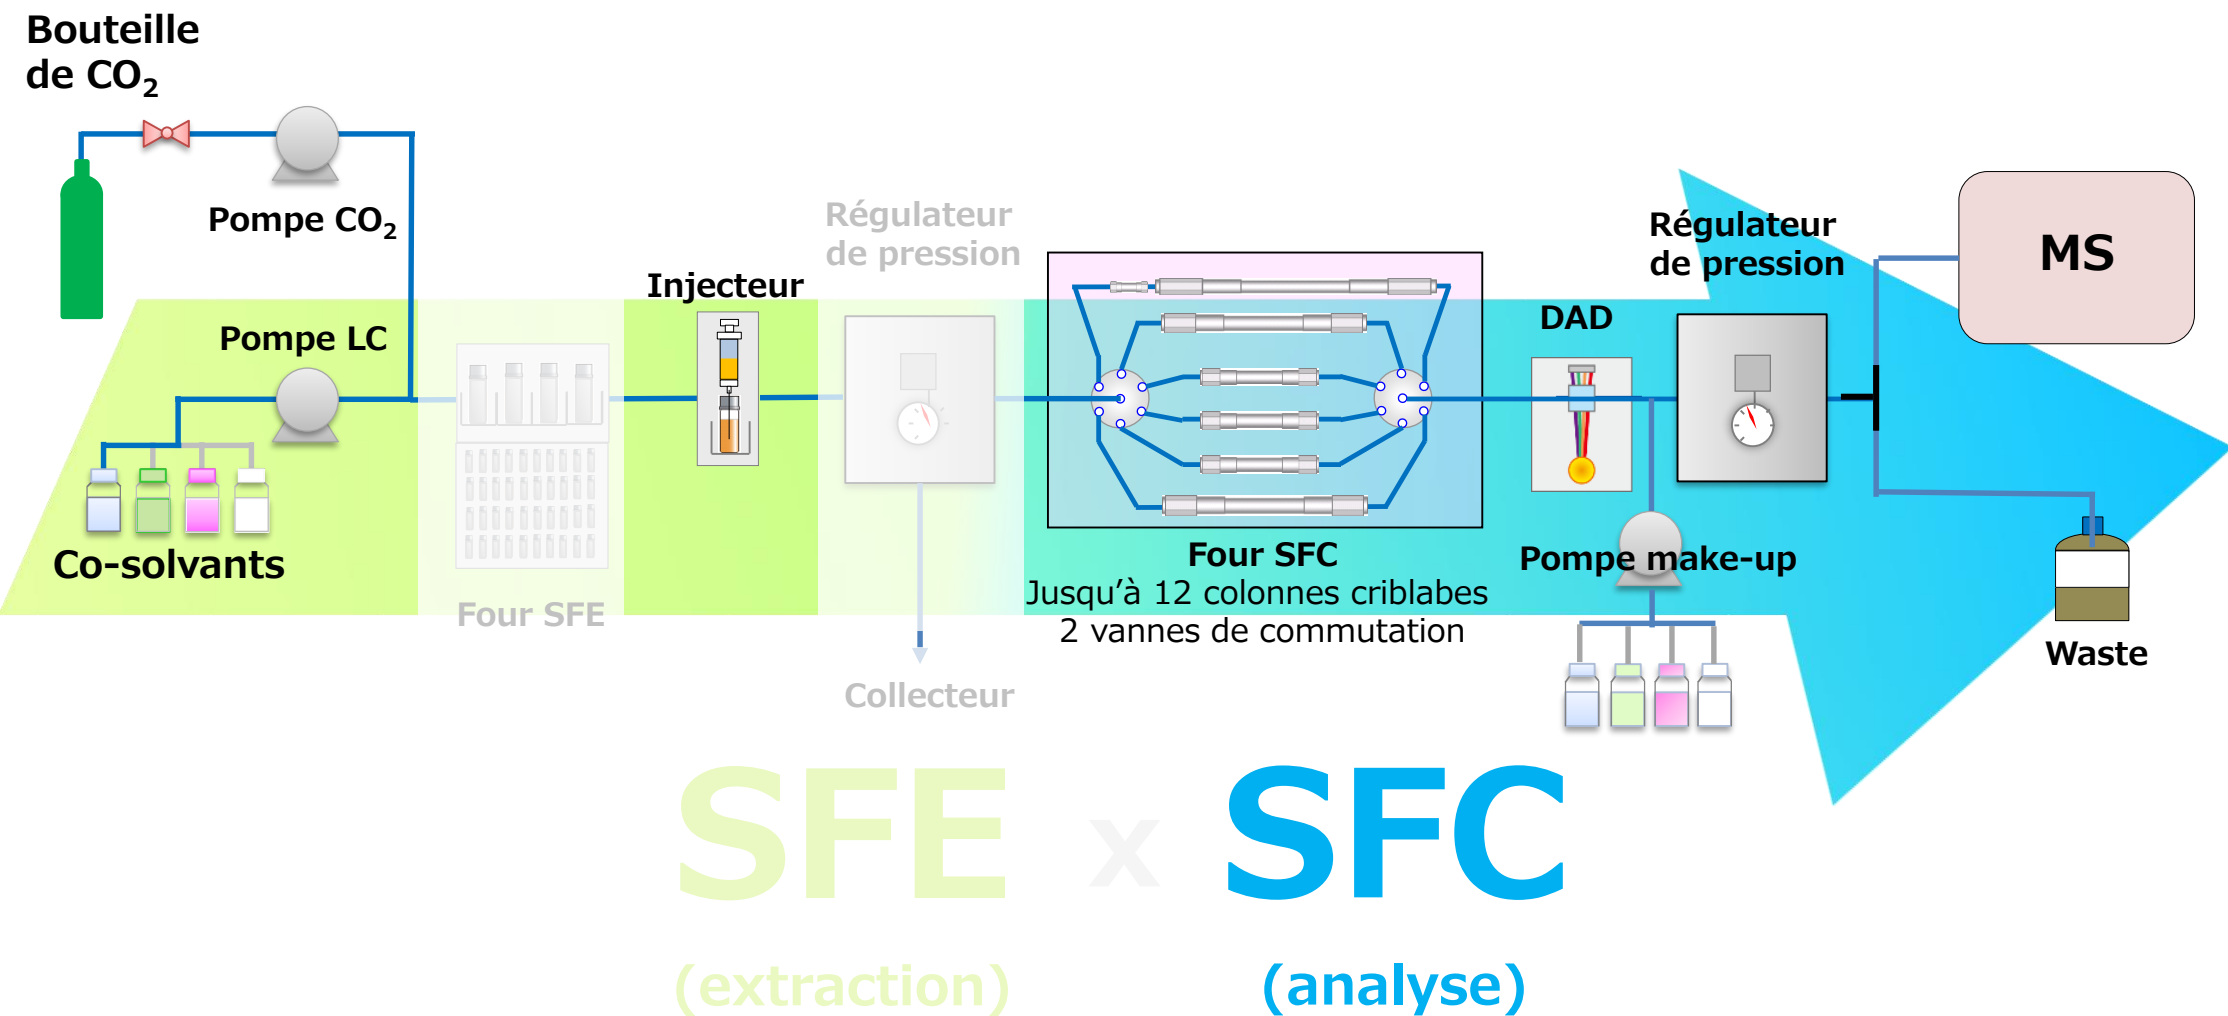 Bouteille
de CO₂
Pompe CO₂
Pompe LC
Co-solvants
Four SFE
Injecteur
Régulateur
de pression
Collecteur
Four SFC
Jusqu'à 12 colonnes criblabes
2 vannes de commutation
DAD
Régulateur
de pression
Pompe make-up
MS
Waste
SFE x SFC
(extraction) (analyse)